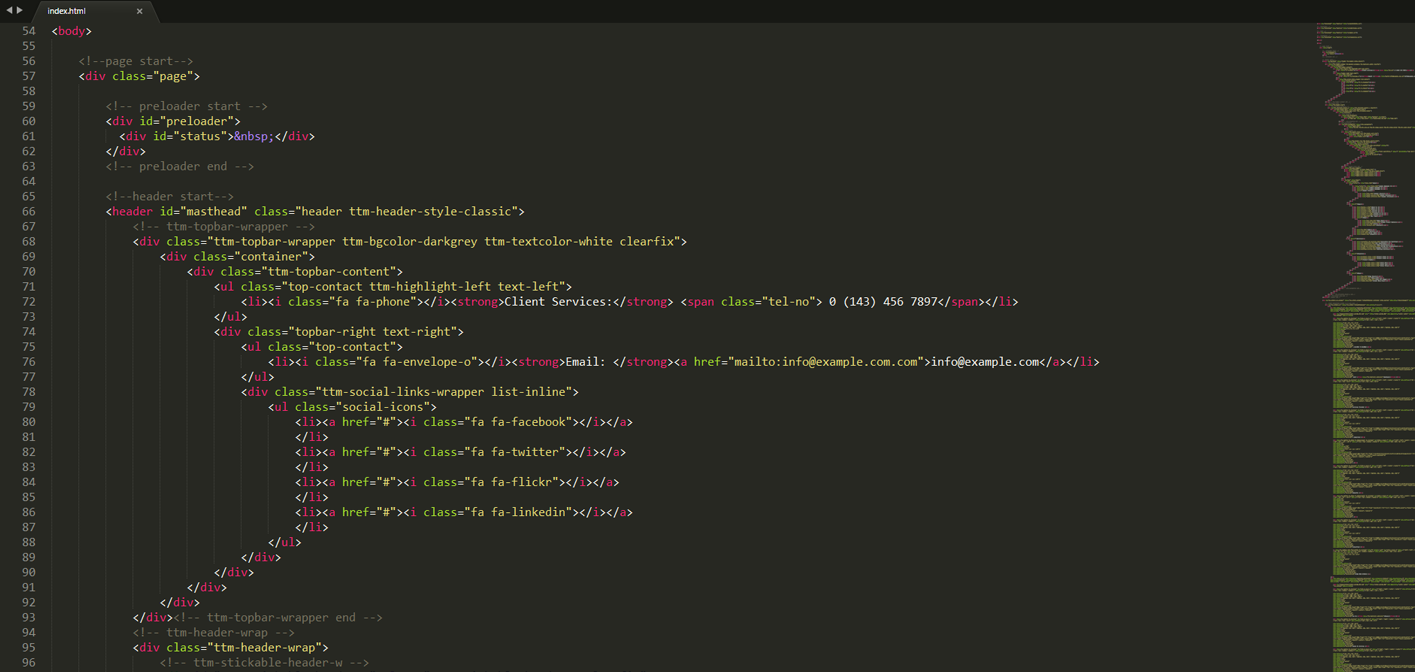 index.html ×
54 <body>
55
56 <!--page start-->
57 <div class="page">
58
59 <!-- preloader start -->
60 <div id="preloader">
61 <div id="status">&nbsp;</div>
62 </div>
63 <!-- preloader end -->
64
65 <!--header start-->
66 <header id="masthead" class="header ttm-header-style-classic">
67 <!-- ttm-topbar-wrapper -->
68 <div class="ttm-topbar-wrapper ttm-bgcolor-darkgrey ttm-textcolor-white clearfix">
69 <div class="container">
70 <div class="ttm-topbar-content">
71 <ul class="top-contact ttm-highlight-left text-left">
72 <li><i class="fa fa-phone"></i><strong>Client Services:</strong> <span class="tel-no"> 0 (143) 456 7897</span></li>
73 </ul>
74 <div class="topbar-right text-right">
75 <ul class="top-contact">
76 <li><i class="fa fa-envelope-o"></i><strong>Email: </strong><a href="mailto:info@example.com.com">info@example.com</a></li>
77 </ul>
78 <div class="ttm-social-links-wrapper list-inline">
79 <ul class="social-icons">
80 <li><a href="#"><i class="fa fa-facebook"></i></a>
81 </li>
82 <li><a href="#"><i class="fa fa-twitter"></i></a>
83 </li>
84 <li><a href="#"><i class="fa fa-flickr"></i></a>
85 </li>
86 <li><a href="#"><i class="fa fa-linkedin"></i></a>
87 </li>
88 </ul>
89 </div>
90 </div>
91 </div>
92 </div>
93 </div><!-- ttm-topbar-wrapper end -->
94 <!-- ttm-header-wrap -->
95 <div class="ttm-header-wrap">
96 <!-- ttm-stickable-header-w -->